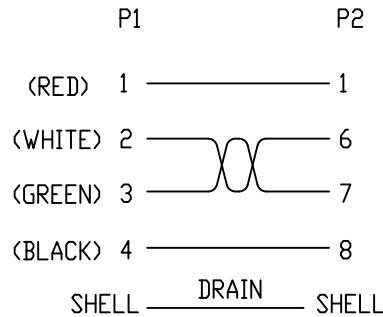 P1 P2
(RED) 1 1
(WHITE) 2 6
(GREEN) 3 7
(BLACK) 4 8
DRAIN
SHELL SHELL